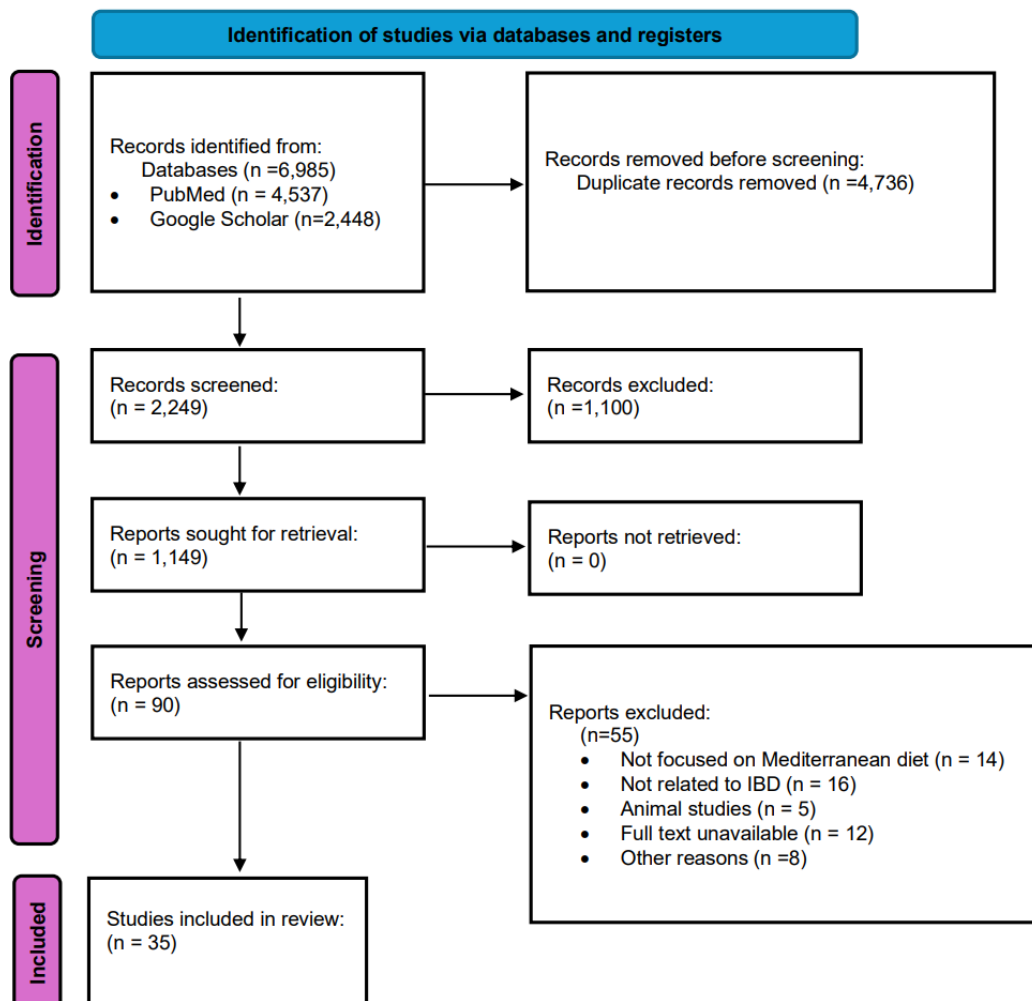 Identification of studies via databases and registers
Identification
Records identified from:
Databases (n =6,985)
• PubMed (n = 4,537)
• Google Scholar (n=2,448)
Records removed before screening:
Duplicate records removed (n =4,736)
Screening
Records screened:
(n = 2,249)
Records excluded:
(n =1,100)
Reports sought for retrieval:
(n = 1,149)
Reports not retrieved:
(n = 0)
Reports assessed for eligibility:
(n = 90)
Reports excluded:
(n=55)
• Not focused on Mediterranean diet (n = 14)
• Not related to IBD (n = 16)
• Animal studies (n = 5)
• Full text unavailable (n = 12)
• Other reasons (n =8)
Included
Studies included in review:
(n = 35)